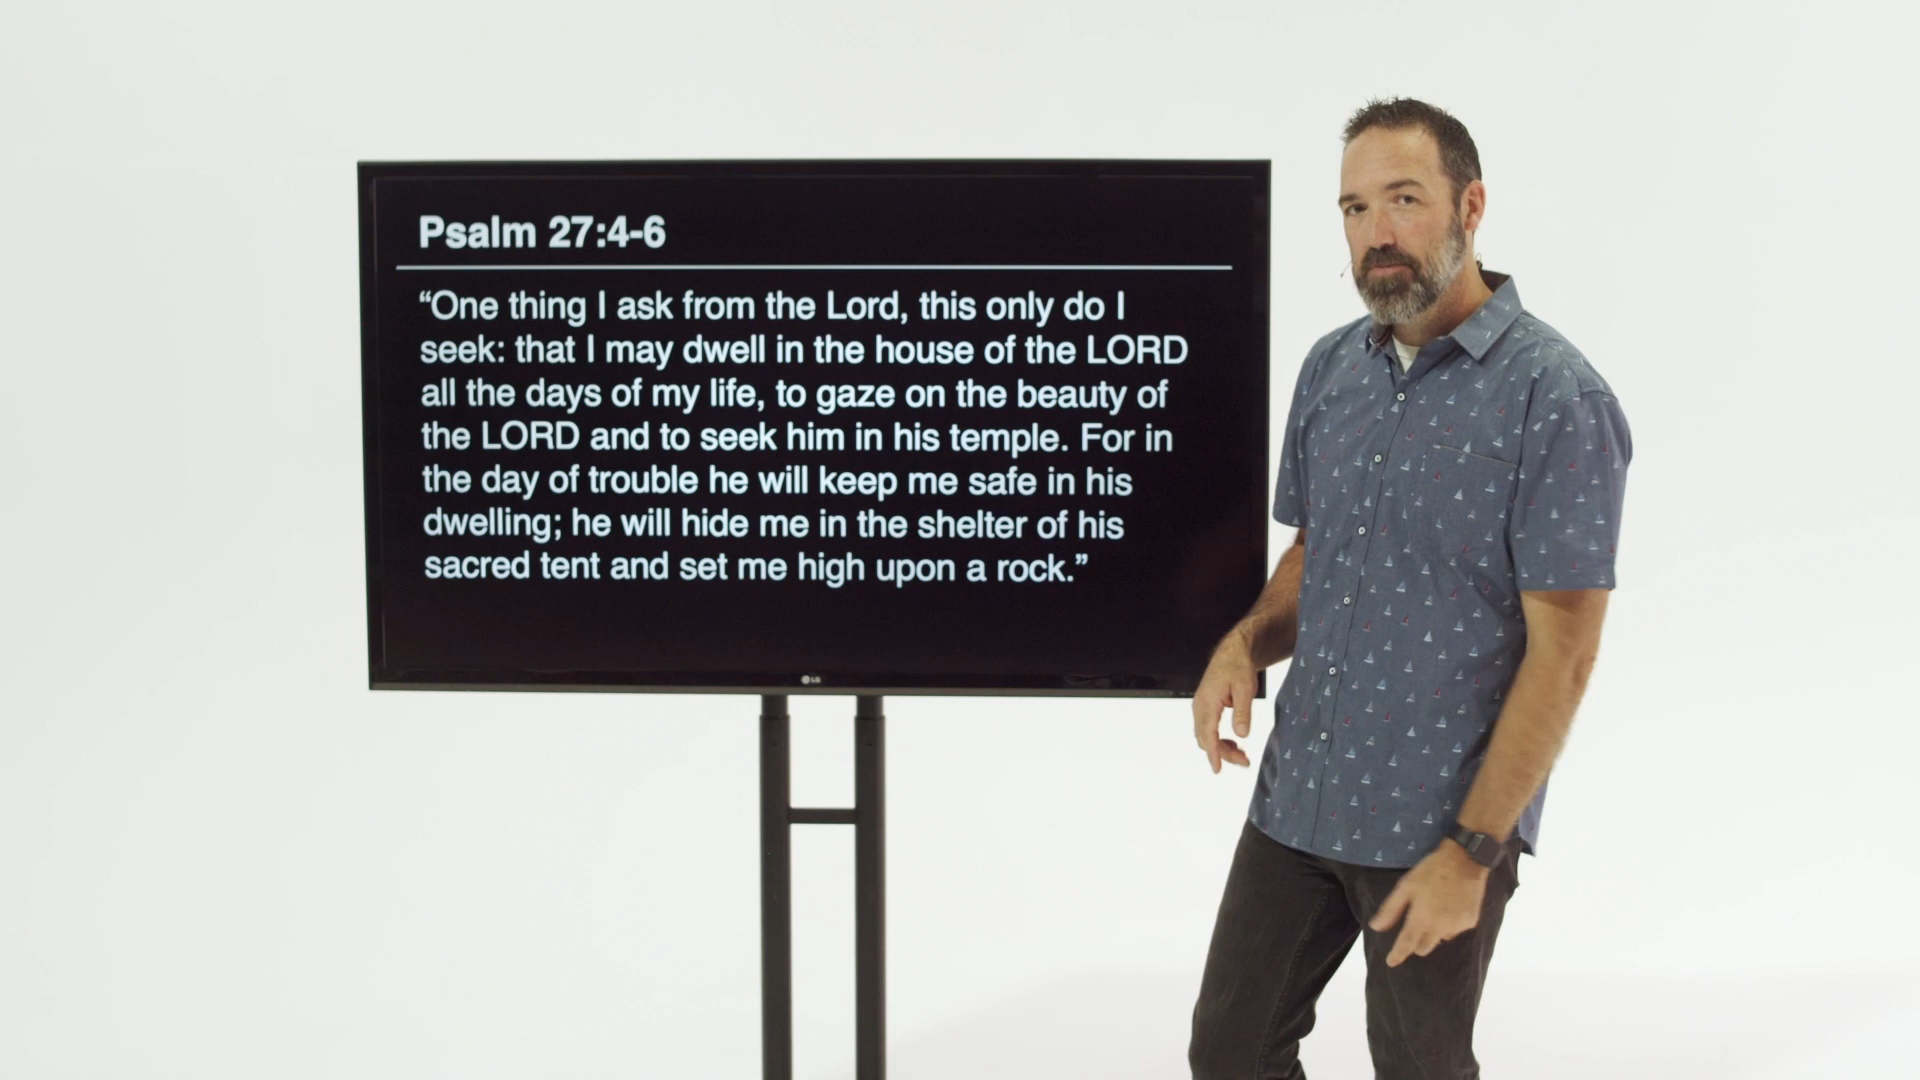 Psalm 27:4-6
“One thing I ask from the Lord, this only do I
seek: that I may dwell in the house of the LORD
all the days of my life, to gaze on the beauty of
the LORD and to seek him in his temple. For in
the day of trouble he will keep me safe in his
dwelling; he will hide me in the shelter of his
sacred tent and set me high upon a rock.”
LG